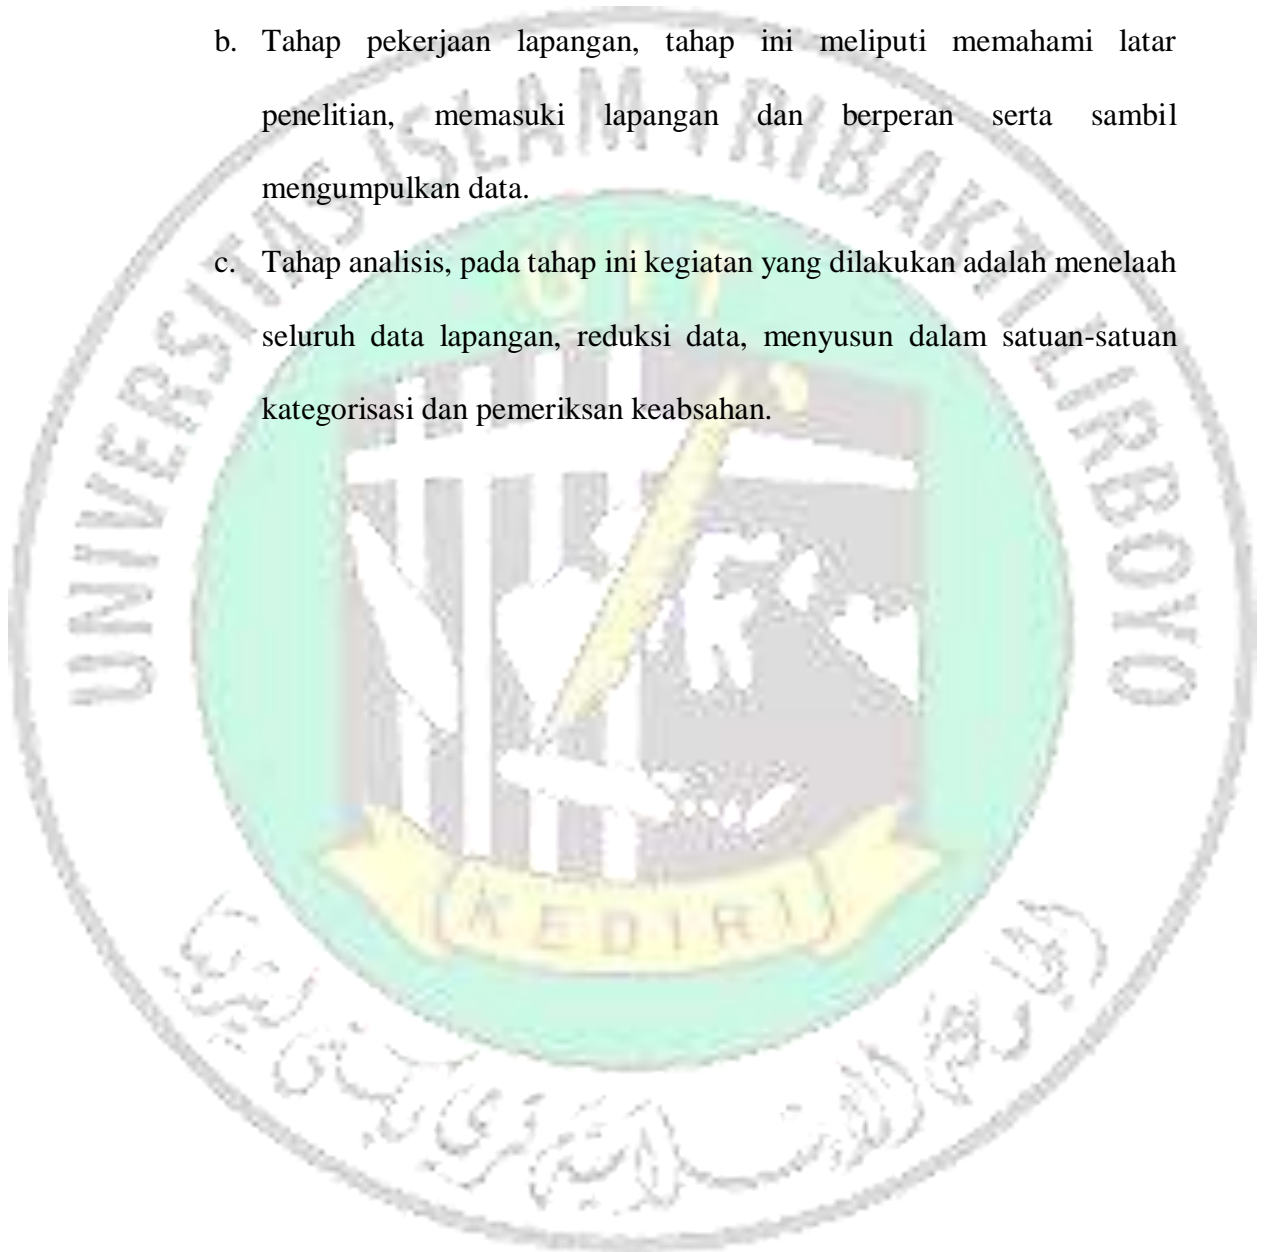 b. Tahap pekerjaan lapangan, tahap ini meliputi memahami latar
penelitian, memasuki lapangan dan berperan serta sambil
mengumpulkan data.
c. Tahap analisis, pada tahap ini kegiatan yang dilakukan adalah menelaah
seluruh data lapangan, reduksi data, menyusun dalam satuan-satuan
kategorisasi dan pemeriksan keabsahan.
UNIVERSITAS ISLAM TRIBAKTI LIRBOYO
UIT
KEDIRI